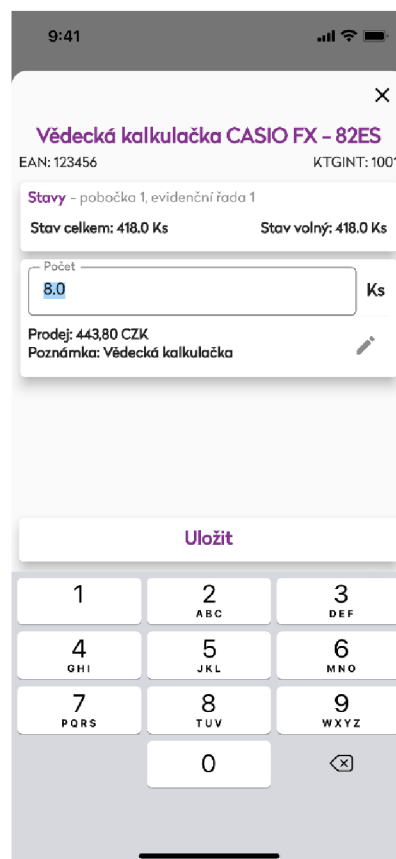 9:41
Vědecká kalkulačka CASIO FX - 82ES
EAN: 123456 KTGINT: 1001
Stavy - pobočka 1, evidenční řada 1
Stav celkem: 418.0 Ks Stav volný: 418.0 Ks
Počet
8.0 Ks
Prodej: 443,80 CZK
Poznámka: Vědecká kalkulačka
Uložit
1 2 3
ABC DEF
4 5 6
GHI JKL MNO
7 8 9
PQRS TUV WXYZ
0